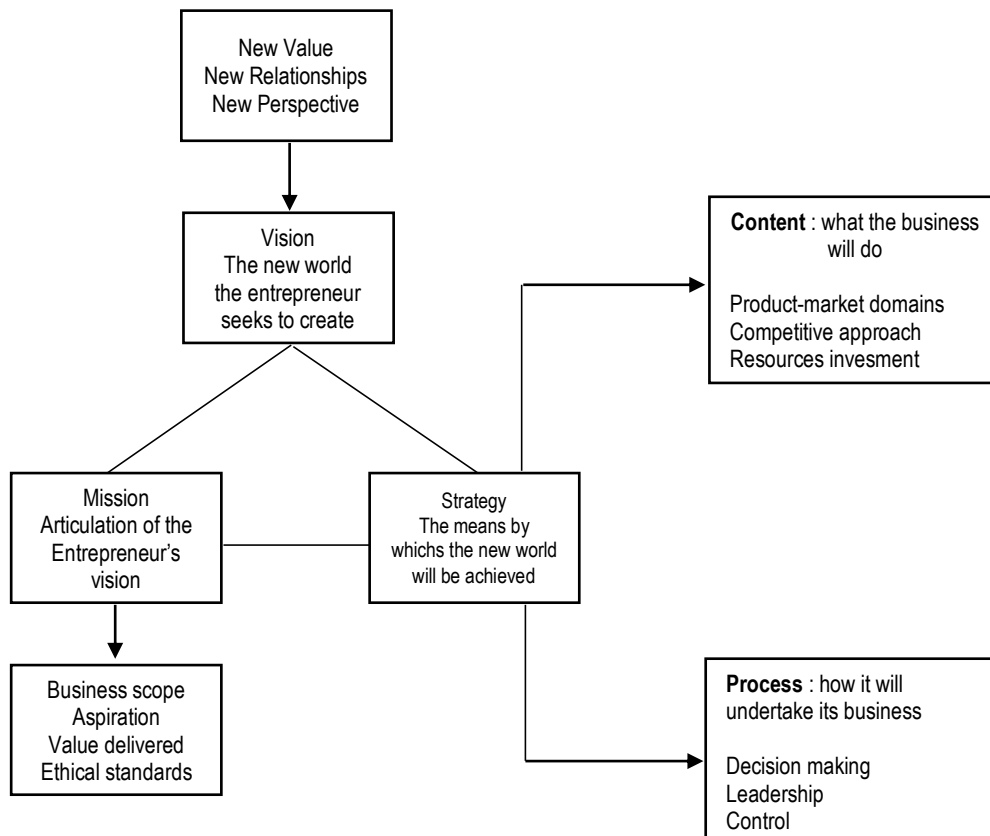 New Value
New Relationships
New Perspective
Vision
The new world
the entrepreneur
seeks to create
Content : what the business
will do
Product-market domains
Competitive approach
Resources invesment
Mission
Articulation of the
Entrepreneur's
vision
Strategy
The means by
whichs the new world
will be achieved
Business scope
Aspiration
Value delivered
Ethical standards
Process : how it will
undertake its business
Decision making
Leadership
Control